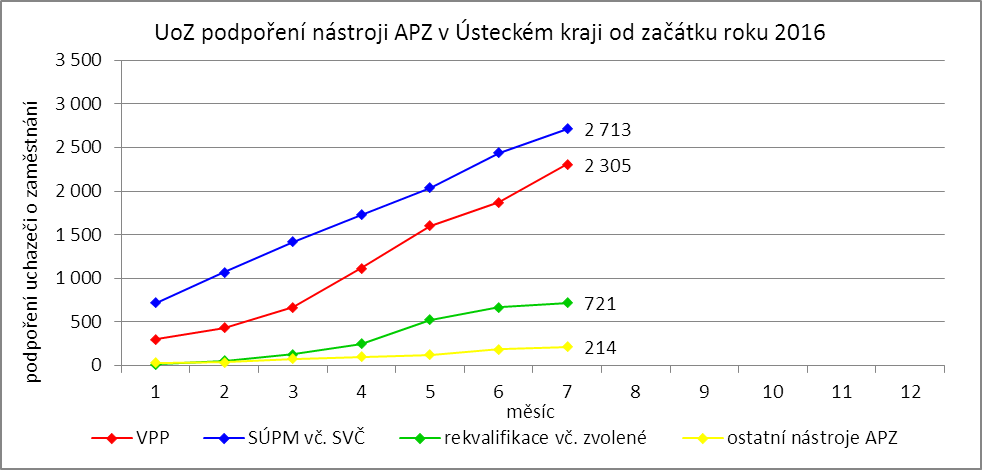 UoZ podpoření nástroji APZ v Ústeckém kraji od začátku roku 2016
podpoření uchazeči o zaměstnání
3 500
3 000
2 500
2 000
1 500
1 000
500
0
2 713
2 305
721
214
1 2 3 4 5 6 7 8 9 10 11 12
měsíc
VPP SÚPM vč. SVČ rekvalifikace vč. zvolené ostatní nástroje APZ